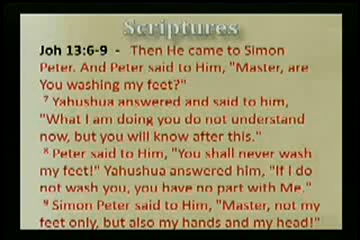 Scriptures
Joh 13:6-9 - Then He came to Simon
Peter. And Peter said to Him, "Master, are
You washing my feet?"
7 Yahushua answered and said to him,
"What I am doing you do not understand
now, but you will know after this."
8 Peter said to Him, "You shall never wash
my feet!" Yahushua answered him, "If I do
not wash you, you have no part with Me."
9 Simon Peter said to Him, "Master, not my
feet only, but also my hands and my head!"